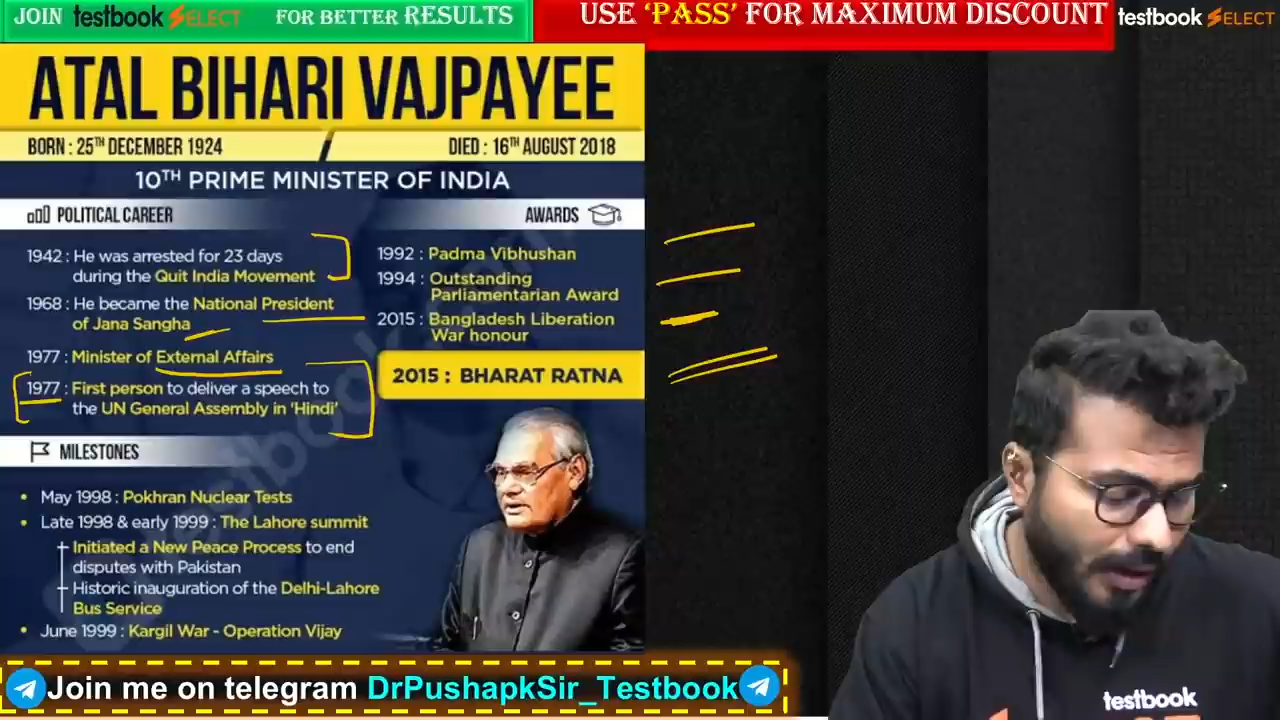 JOIN testbook SELECT FOR BETTER RESULTS
USE ‘PASS’ FOR MAXIMUM DISCOUNT testbook SELECT
ATAL BIHARI VAJPAYEE
BORN : 25TH DECEMBER 1924 / DIED : 16TH AUGUST 2018
10TH PRIME MINISTER OF INDIA
POLITICAL CAREER
1942 : He was arrested for 23 days
during the Quit India Movement
1968 : He became the National President
of Jana Sangha
1977 : Minister of External Affairs
1977 : First person to deliver a speech to
the UN General Assembly in ‘Hindi’
AWARDS
1992 : Padma Vibhushan
1994 : Outstanding
Parliamentarian Award
2015 : Bangladesh Liberation
War honour
2015 : BHARAT RATNA
MILESTONES
• May 1998 : Pokhran Nuclear Tests
• Late 1998 & early 1999 : The Lahore summit
Initiated a New Peace Process to end
disputes with Pakistan
Historic inauguration of the Delhi-Lahore
Bus Service
• June 1999 : Kargil War - Operation Vijay
testbook
Join me on telegram DrPushapkSir_Testbook